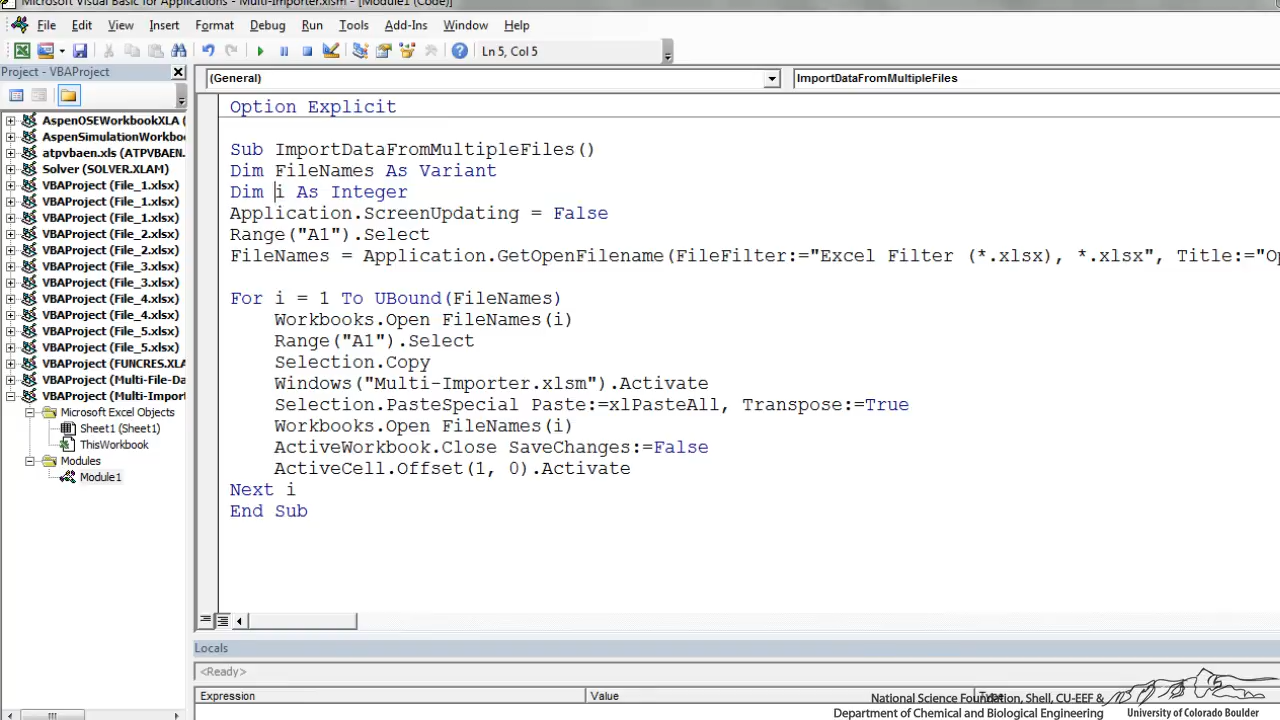 Microsoft Visual Basic for Applications - Multi-Importer.xlsm - [Module1 (Code)]
File Edit View Insert Format Debug Run Tools Add-Ins Window Help
Ln 5, Col 5
Project - VBAProject
(General) ImportDataFromMultipleFiles
AspenOSEWorkbookXLA (
AspenSimulationWorkbo
atpvbaen.xls (ATPVBAEN.
Solver (SOLVER.XLAM)
VBAProject (File_1.xlsx)
VBAProject (File_1.xlsx)
VBAProject (File_1.xlsx)
VBAProject (File_2.xlsx)
VBAProject (File_2.xlsx)
VBAProject (File_3.xlsx)
VBAProject (File_3.xlsx)
VBAProject (File_4.xlsx)
VBAProject (File_4.xlsx)
VBAProject (File_5.xlsx)
VBAProject (File_5.xlsx)
VBAProject (FUNCRES.XLA
VBAProject (Multi-File-Da
VBAProject (Multi-Import
Microsoft Excel Objects
Sheet1 (Sheet1)
ThisWorkbook
Modules
Module1
Option Explicit
Sub ImportDataFromMultipleFiles()
Dim FileNames As Variant
Dim i As Integer
Application.ScreenUpdating = False
Range("A1").Select
FileNames = Application.GetOpenFilename(FileFilter:="Excel Filter (*.xlsx), *.xlsx", Title:="Op
For i = 1 To UBound(FileNames)
Workbooks.Open FileNames(i)
Range("A1").Select
Selection.Copy
Windows("Multi-Importer.xlsm").Activate
Selection.PasteSpecial Paste:=xlPasteAll, Transpose:=True
Workbooks.Open FileNames(i)
ActiveWorkbook.Close SaveChanges:=False
ActiveCell.Offset(1, 0).Activate
Next i
End Sub
Locals
<Ready>
Expression Value Type
National Science Foundation, Shell, CU-EEF &
Department of Chemical and Biological Engineering
University of Colorado Boulder